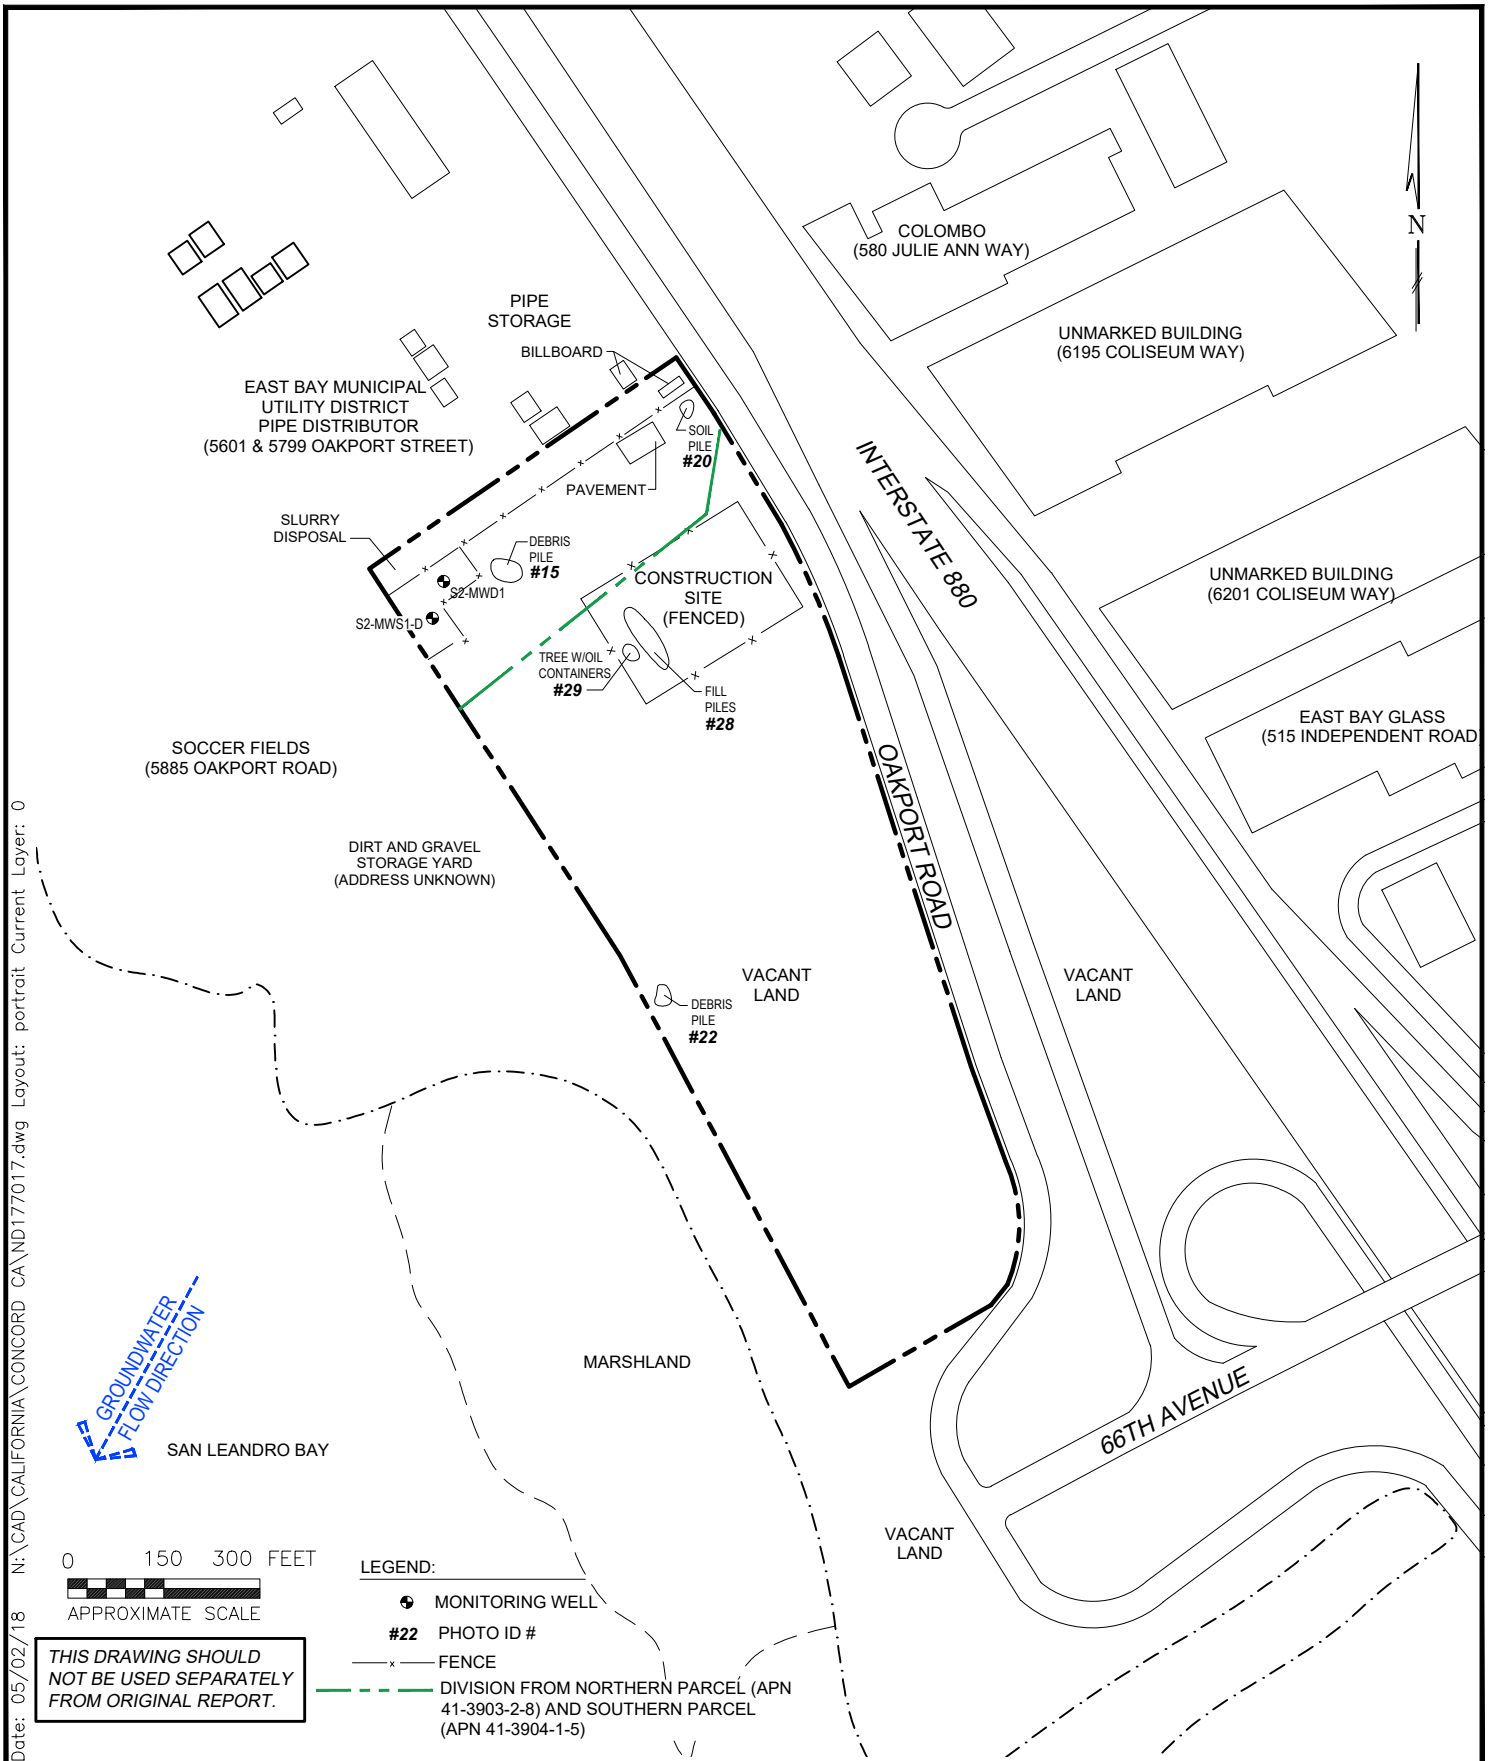 COLOMBO
(580 JULIE ANN WAY)
N
UNMARKED BUILDING
(6195 COLISEUM WAY)
PIPE
STORAGE
BILLBOARD
EAST BAY MUNICIPAL
UTILITY DISTRICT
PIPE DISTRIBUTOR
(5601 & 5799 OAKPORT STREET)
SOIL
PILE
#20
PAVEMENT
INTERSTATE 880
SLURRY
DISPOSAL
DEBRIS
PILE
#15
S2-MWD1
S2-MWS1-D
CONSTRUCTION
SITE
(FENCED)
UNMARKED BUILDING
(6201 COLISEUM WAY)
TREE W/OIL
CONTAINERS
#29
FILL
PILES
#28
EAST BAY GLASS
(515 INDEPENDENT ROAD
SOCCER FIELDS
(5885 OAKPORT ROAD)
OAKPORT ROAD
DIRT AND GRAVEL
STORAGE YARD
(ADDRESS UNKNOWN)
VACANT
LAND
VACANT
LAND
DEBRIS
PILE
#22
GROUNDWATER
FLOW DIRECTION
MARSHLAND
66TH AVENUE
SAN LEANDRO BAY
VACANT
LAND
0 150 300 FEET
APPROXIMATE SCALE
LEGEND:
MONITORING WELL
#22 PHOTO ID #
x FENCE
DIVISION FROM NORTHERN PARCEL (APN
41-3903-2-8) AND SOUTHERN PARCEL
(APN 41-3904-1-5)
THIS DRAWING SHOULD
NOT BE USED SEPARATELY
FROM ORIGINAL REPORT.
Date: 05/02/18 N:\CAD\CALIFORNIA\CONCORD CA\ND177017.dwg Layout: portrait Current Layer: 0